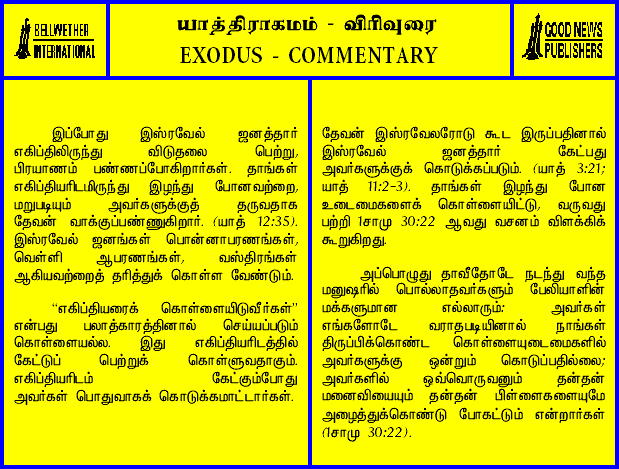 BELLWETHER
INTERNATIONAL
யாத்திராகமம் - விரிவுரை
EXODUS - COMMENTARY
GOOD NEWS
PUBLISHERS
இப்போது இஸ்ரவேல் ஜனத்தார்
எகிப்திலிருந்து விடுதலை பெற்று,
பிரயாணம் பண்ணப்போகிறார்கள். தாங்கள்
எகிப்தியரிடமிருந்து இழந்து போனவற்றை,
மறுபடியும் அவர்களுக்குத் தருவதாக
தேவன் வாக்குப்பண்ணுகிறார். (யாத் 12:35).
இஸ்ரவேல் ஜனங்கள் பொன்னாபரணங்கள்,
வெள்ளி ஆபரணங்கள், வஸ்திரங்கள்
ஆகியவற்றைத் தரித்துக் கொள்ள வேண்டும்.
“எகிப்தியரைக் கொள்ளையிடுவீர்கள்”
என்பது பலாத்காரத்தினால் செய்யப்படும்
கொள்ளையல்ல. இது எகிப்தியரிடத்தில்
கேட்டுப் பெற்றுக் கொள்ளுவதாகும்.
எகிப்தியரிடம் கேட்கும்போது
அவர்கள் பொதுவாகக் கொடுக்கமாட்டார்கள்.
தேவன் இஸ்ரவேலரோடு கூட இருப்பதினால்
இஸ்ரவேல் ஜனத்தார் கேட்பது
அவர்களுக்குக் கொடுக்கப்படும். (யாத் 3:21;
யாத் 11:2-3). தாங்கள் இழந்து போன
உடைமைகளைக் கொள்ளையிட்டு, வருவது
பற்றி 1சாமு 30:22 ஆவது வசனம் விளக்கிக்
கூறுகிறது.
அப்பொழுது தாவீதோடே நடந்து வந்த
மனுஷரில் பொல்லாதவர்களும் பேலியாளின்
மக்களுமான எல்லாரும்: அவர்கள்
எங்களோடே வராதபடியினால் நாங்கள்
திருப்பிக்கொண்ட கொள்ளையுடைமைகளில்
அவர்களுக்கு ஒன்றும் கொடுப்பதில்லை;
அவர்களில் ஒவ்வொருவனும் தன்தன்
மனைவியையும் தன்தன் பிள்ளைகளையுமே
அழைத்துக்கொண்டு போகட்டும் என்றார்கள்
(1சாமு 30:22).